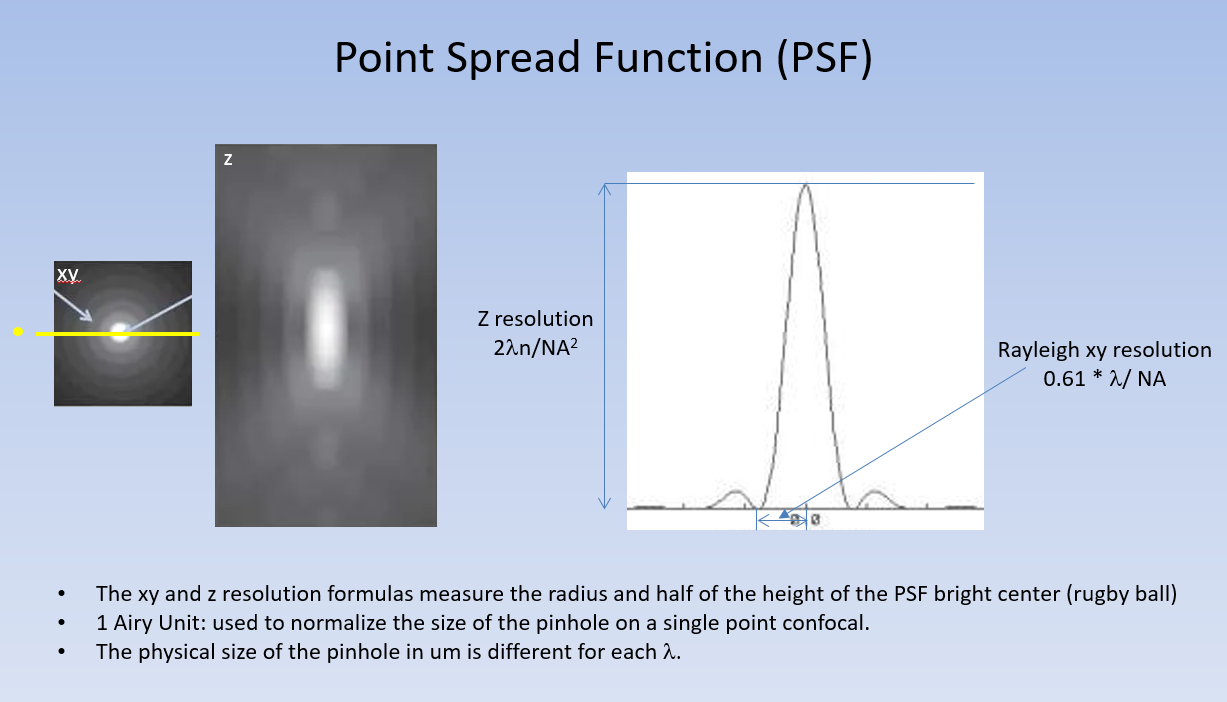 Point Spread Function (PSF)
z
xy
Z resolution
2λn/NA²
Rayleigh xy resolution
0.61 * λ/ NA
0
0
• The xy and z resolution formulas measure the radius and half of the height of the PSF bright center (rugby ball)
• 1 Airy Unit: used to normalize the size of the pinhole on a single point confocal.
• The physical size of the pinhole in um is different for each λ.